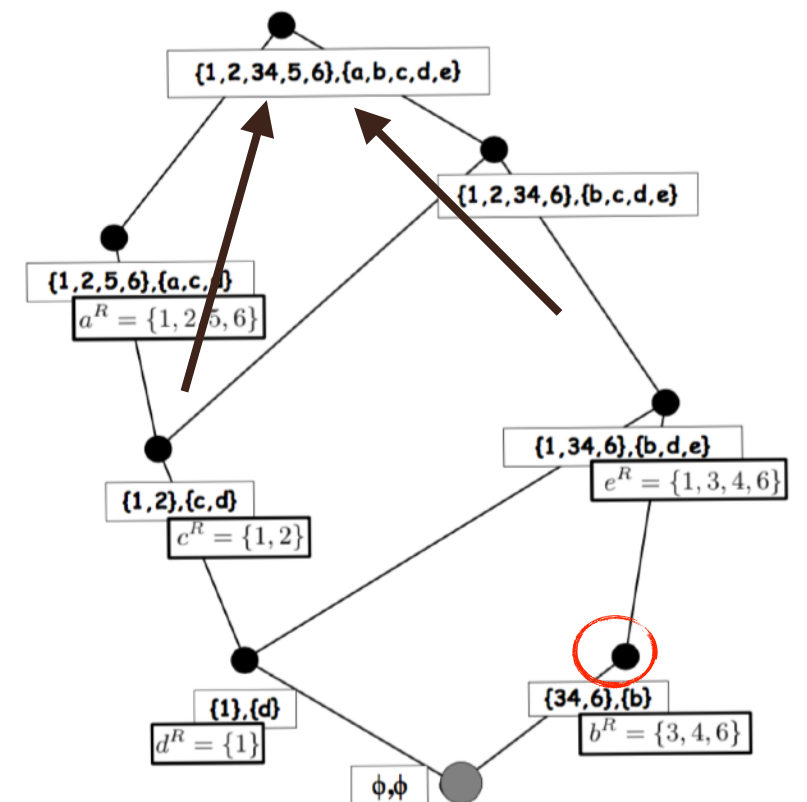 {1,2,34,5,6},{a,b,c,d,e}
{1,2,34,6},{b,c,d,e}
{1,2,5,6},{a,c,d}
a^R = {1, 2, 5, 6}
{1,34,6},{b,d,e}
e^R = {1, 3, 4, 6}
{1,2},{c,d}
c^R = {1, 2}
{34,6},{b}
b^R = {3, 4, 6}
{1},{d}
d^R = {1}
ϕ,ϕ